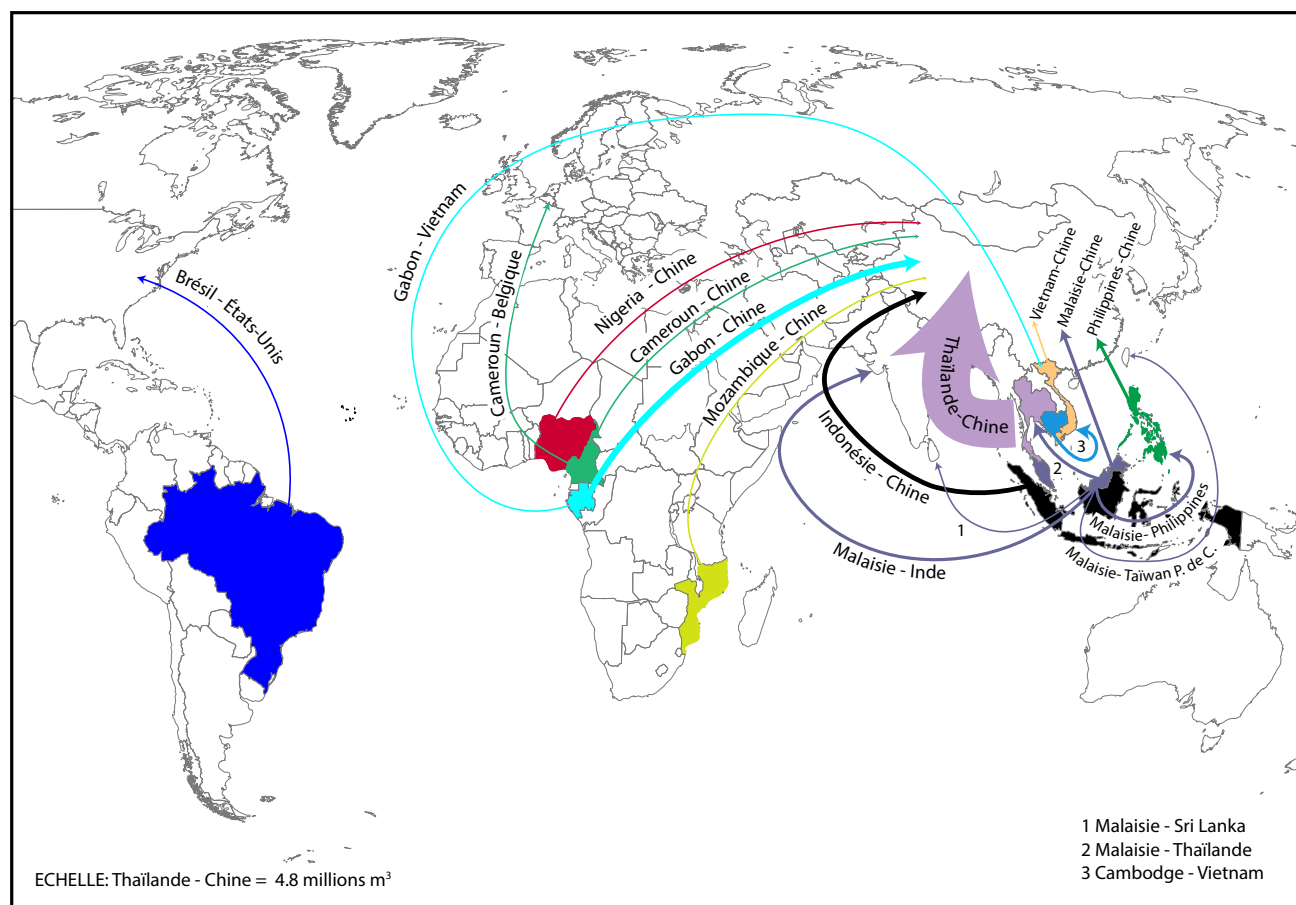 Gabon - Vietnam
Brésil - États-Unis
Cameroun - Belgique
Nigeria - Chine
Cameroun - Chine
Gabon - Chine
Mozambique - Chine
Indonésie - Chine
Thaïlande-Chine
Vietnam-Chine
Malaisie-Chine
Philippines -Chine
3
2
1
Malaisie- Philippines
Malaisie - Inde
Malaisie- Taïwan P. de C.
1 Malaisie - Sri Lanka
2 Malaisie - Thaïlande
3 Cambodge - Vietnam
ECHELLE: Thaïlande - Chine = 4.8 millions m³